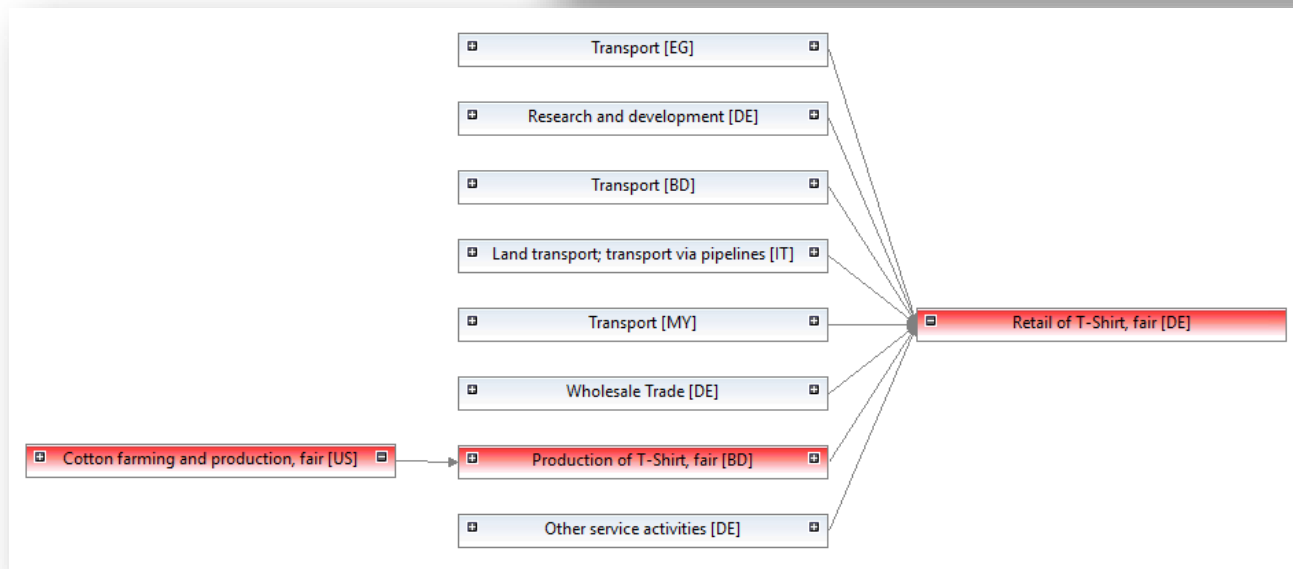 Transport [EG]
Research and development [DE]
Transport [BD]
Land transport; transport via pipelines [IT]
Transport [MY]
Retail of T-Shirt, fair [DE]
Wholesale Trade [DE]
Cotton farming and production, fair [US]
Production of T-Shirt, fair [BD]
Other service activities [DE]